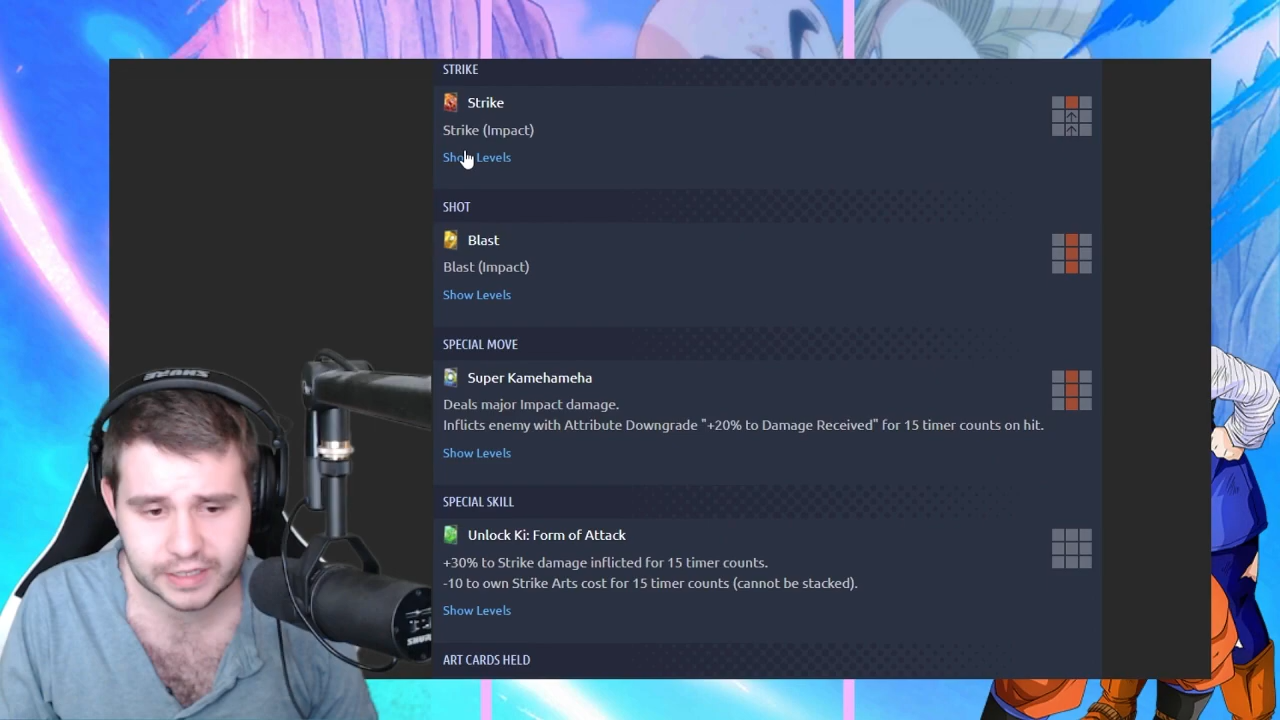 STRIKE
Strike
Strike (Impact)
Show Levels
SHOT
Blast
Blast (Impact)
Show Levels
SPECIAL MOVE
Super Kamehameha
Deals major Impact damage.
Inflicts enemy with Attribute Downgrade "+20% to Damage Received" for 15 timer counts on hit.
Show Levels
SPECIAL SKILL
Unlock Ki: Form of Attack
+30% to Strike damage inflicted for 15 timer counts.
-10 to own Strike Arts cost for 15 timer counts (cannot be stacked).
Show Levels
ART CARDS HELD
SHURE